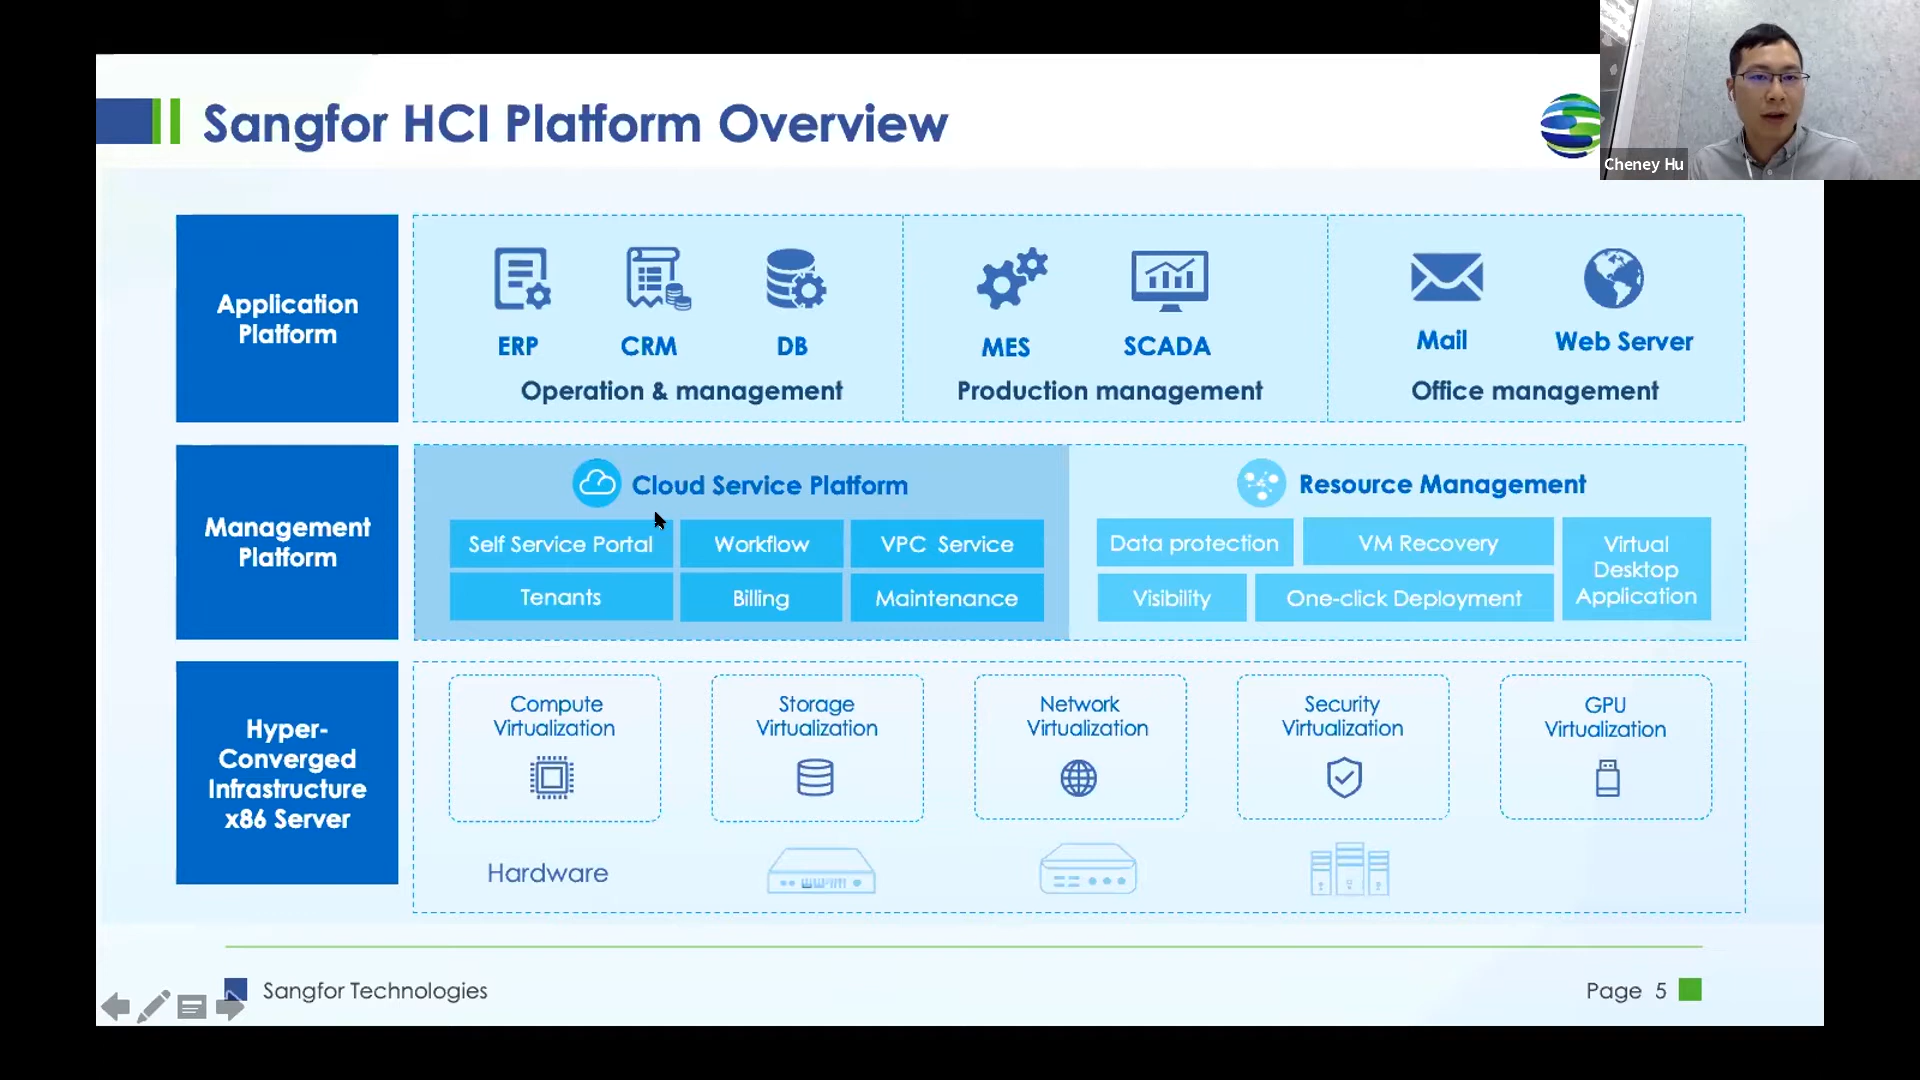 Sangfor HCI Platform Overview
Cheney Hu
Application
Platform
ERP
CRM
DB
Operation & management
MES
SCADA
Production management
Mail
Web Server
Office management
Management
Platform
Cloud Service Platform
Self Service Portal
Workflow
VPC Service
Tenants
Billing
Maintenance
Resource Management
Data protection
VM Recovery
Virtual
Desktop
Application
Visibility
One-click Deployment
Hyper-
Converged
Infrastructure
x86 Server
Compute
Virtualization
Storage
Virtualization
Network
Virtualization
Security
Virtualization
GPU
Virtualization
Hardware
Sangfor Technologies
Page 5